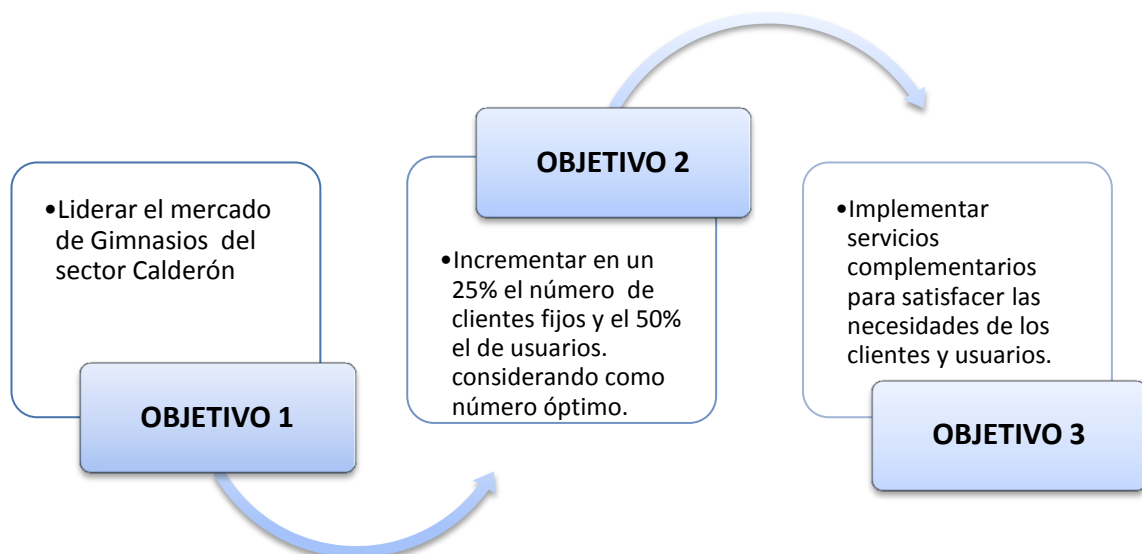 •Liderar el mercado
de Gimnasios del
sector Calderón
OBJETIVO 1
OBJETIVO 2
•Incrementar en un
25% el número de
clientes fijos y el 50%
el de usuarios.
considerando como
número óptimo.
•Implementar
servicios
complementarios
para satisfacer las
necesidades de los
clientes y usuarios.
OBJETIVO 3